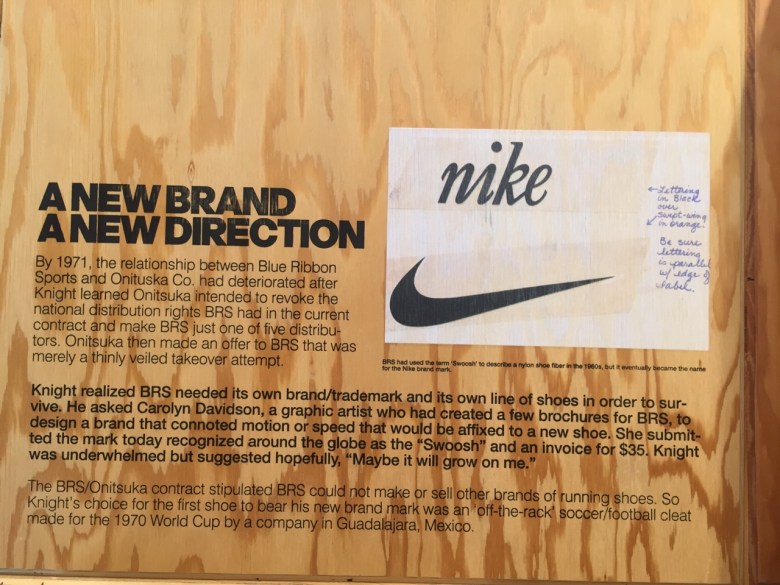 A NEW BRAND
A NEW DIRECTION
By 1971, the relationship between Blue Ribbon
Sports and Onituska Co. had deteriorated after
Knight learned Onitsuka intended to revoke the
national distribution rights BRS had in the current
contract and make BRS just one of five distribu-
tors. Onitsuka then made an offer to BRS that was
merely a thinly veiled takeover attempt.
nike
←Lettering
in Block
over
swept-wing
in orange.
Be sure
lettering
is parallel
w/ edge of
label.
BRS had used the term 'Swoosh' to describe a nylon shoe fiber in the 1960s, but it eventually became the name
for the Nike brand mark.
Knight realized BRS needed its own brand/trademark and its own line of shoes in order to sur-
vive. He asked Carolyn Davidson, a graphic artist who had created a few brochures for BRS, to
design a brand that connoted motion or speed that would be affixed to a new shoe. She submit-
ted the mark today recognized around the globe as the "Swoosh" and an invoice for $35. Knight
was underwhelmed but suggested hopefully, "Maybe it will grow on me."
The BRS/Onitsuka contract stipulated BRS could not make or sell other brands of running shoes. So
Knight's choice for the first shoe to bear his new brand mark was an 'off-the-rack' soccer/football cleat
made for the 1970 World Cup by a company in Guadalajara, Mexico.